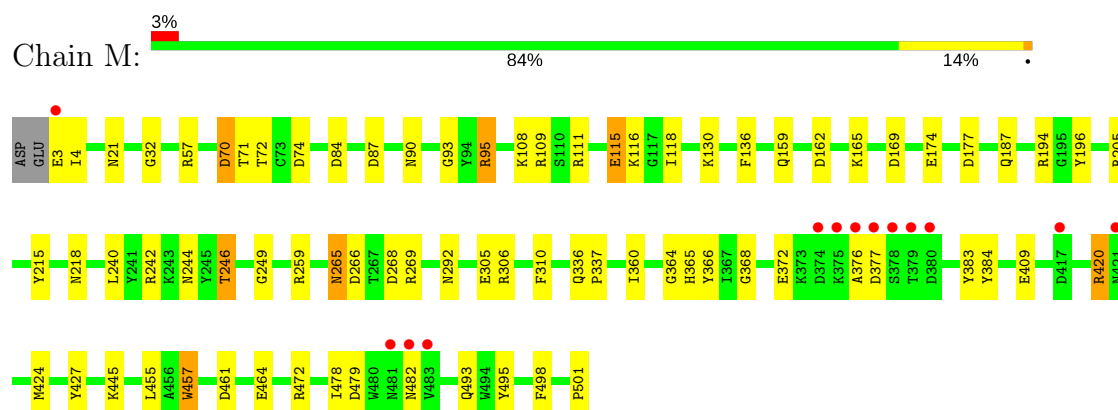 3%
Chain M:
84% 14% •
ASP GLU E3 I4 N21 G32 R57 D70 T71 T72 C73 D74 D84 D87 N90 G93 Y94 R95 K108 R109 S110 R111 E115 K116 G117 I118 K130 F136 Q159 D162 K165 D169 E174 D177 Q187 R194 G195 Y196
Y215 N218 L240 Y241 R242 K243 N244 Y245 T246 G249 R259 N265 D266 T267 D268 R269 N292 E305 R306 F310 Q336 P337 I360 G364 H365 Y366 I367 G368 E372 K373 D374 K375 A376 D377 S378 T379 D380 Y383 Y384 E409 D417 R420
M424 Y427 K445 L455 A456 W457 D461 E464 R472 I478 D479 W480 N481 N482 V483 Q493 W494 Y495 F498 P501